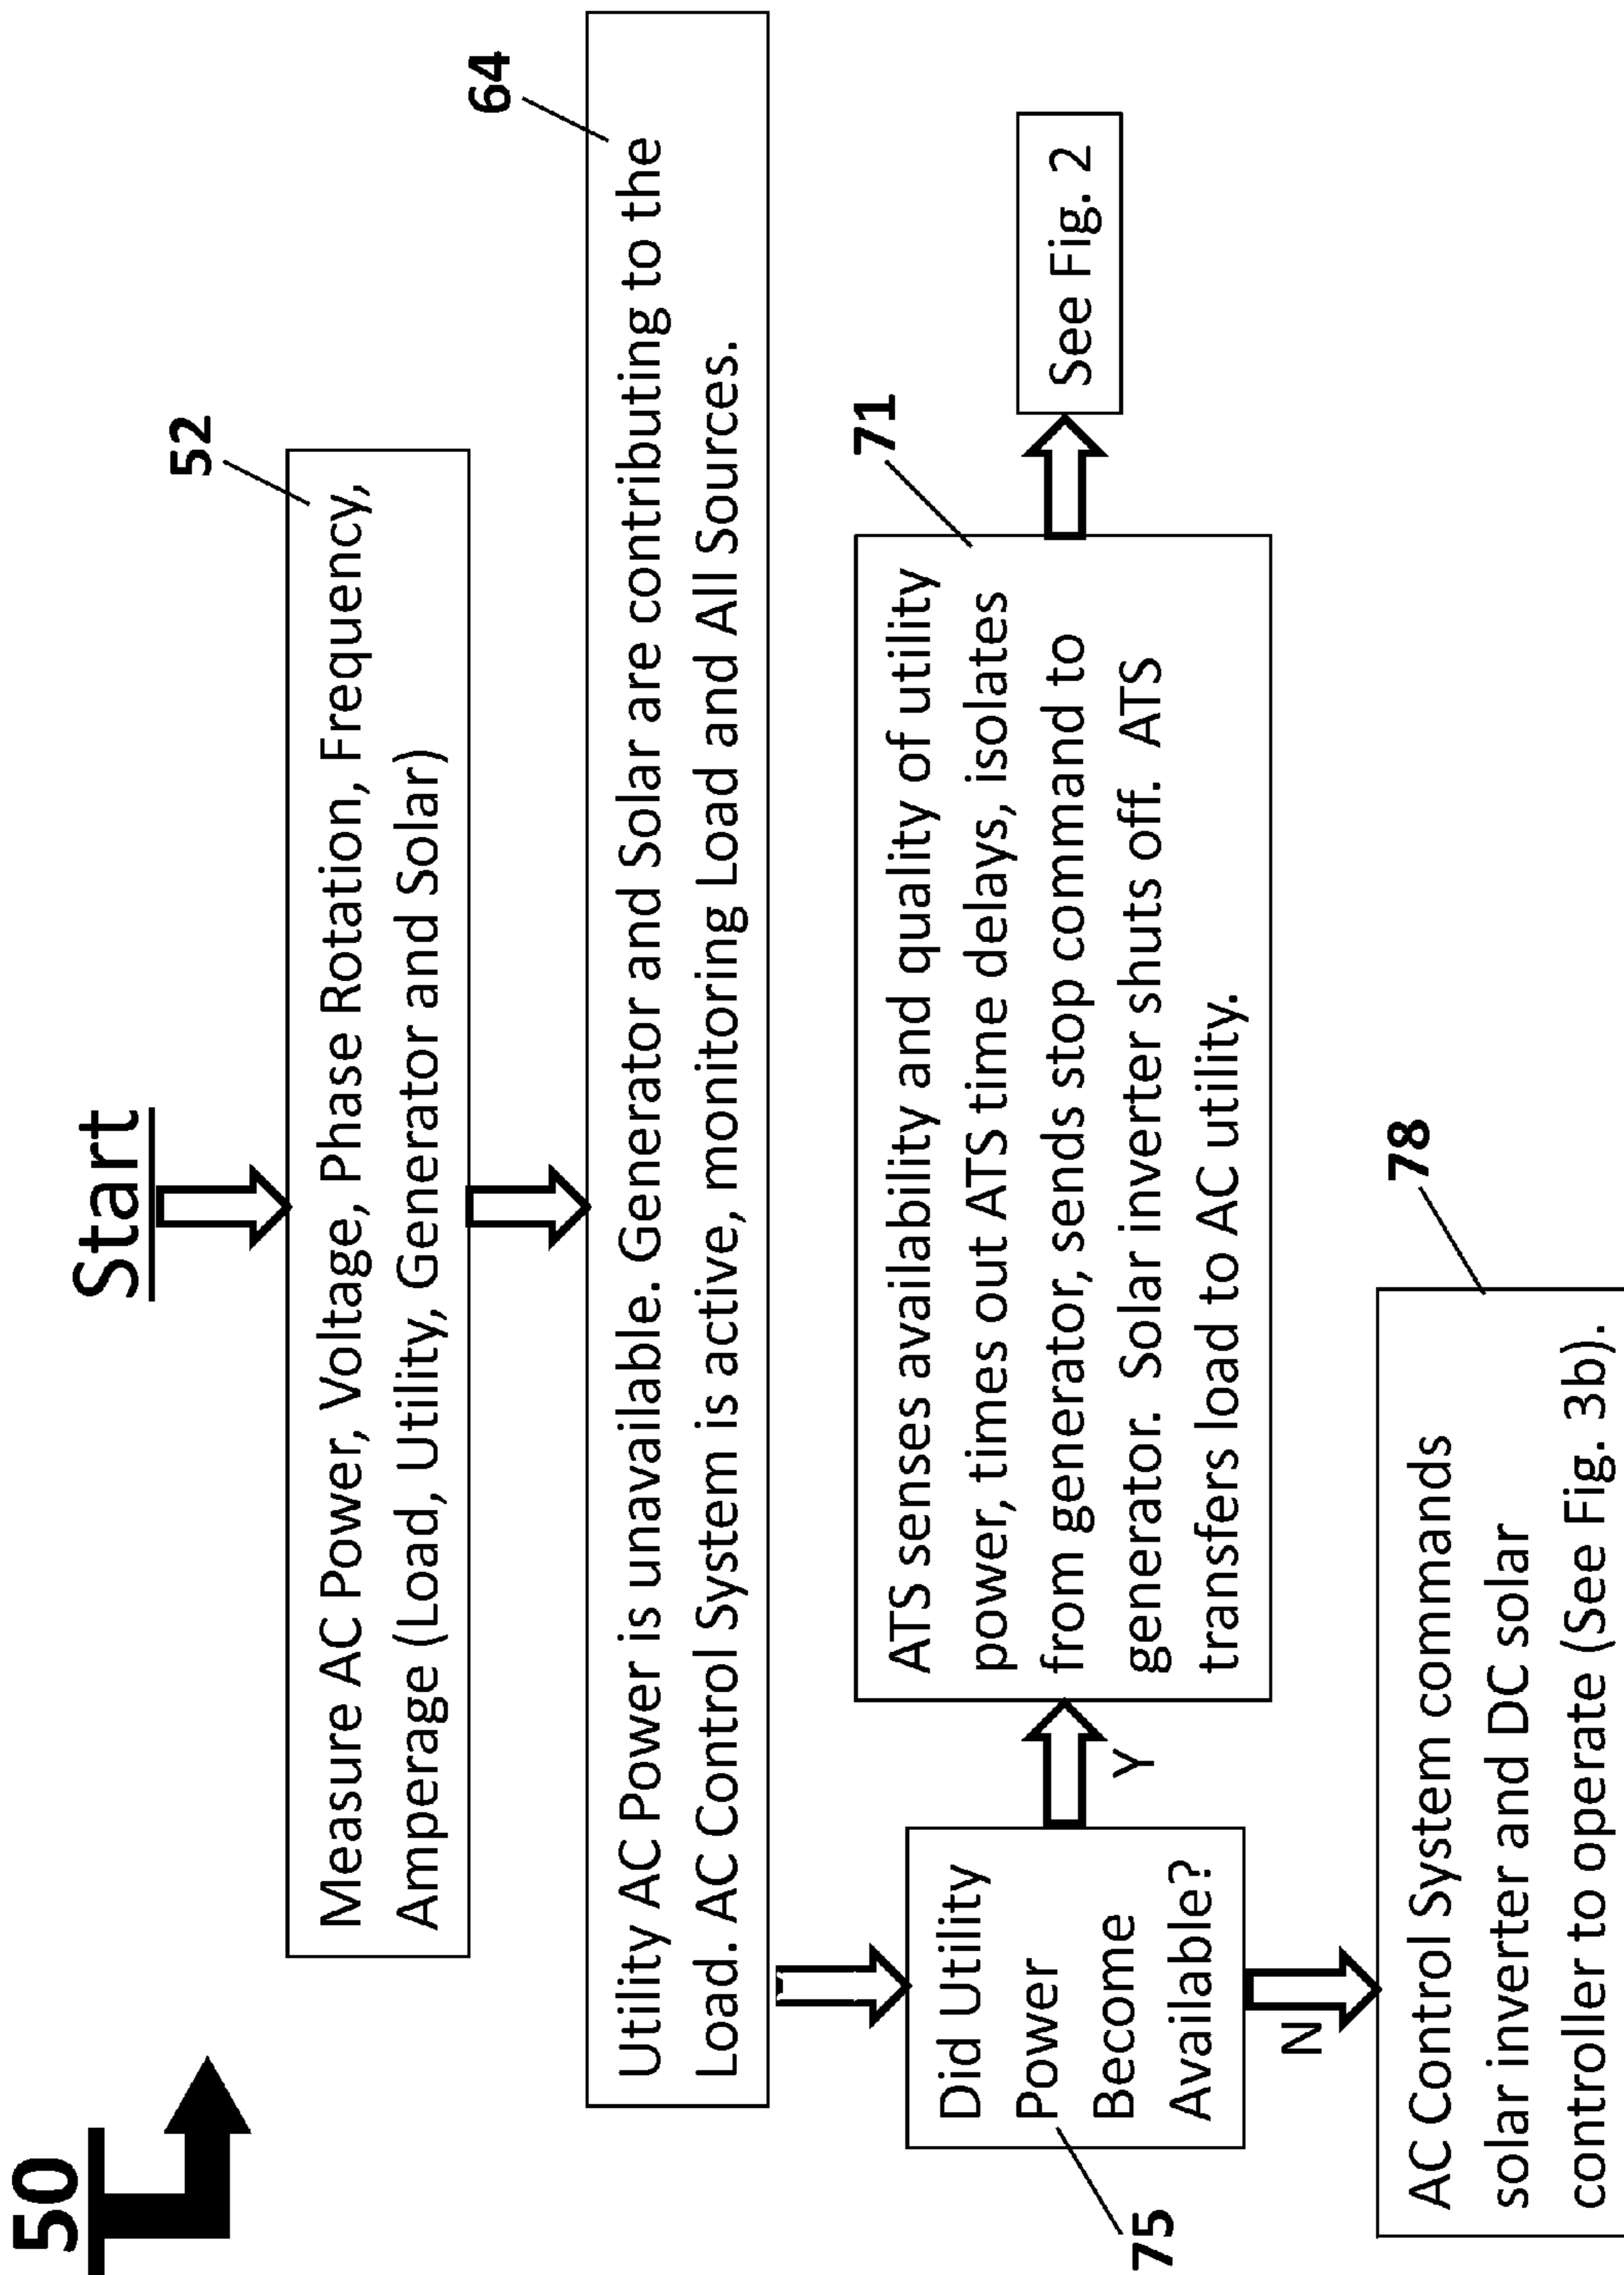 50
Start
52
Measure AC Power, Voltage, Phase Rotation, Frequency,
Amperage (Load, Utility, Generator and Solar)
64
Utility AC Power is unavailable. Generator and Solar are contributing to the
Load. AC Control System is active, monitoring Load and All Sources.
75
Did Utility
Power
Become
Available?
Y
71
ATS senses availability and quality of utility
power, times out ATS time delays, isolates
from generator, sends stop command to
generator. Solar inverter shuts off. ATS
transfers load to AC utility.
See Fig. 2
N
78
AC Control System commands
solar inverter and DC solar
controller to operate (See Fig. 3b).